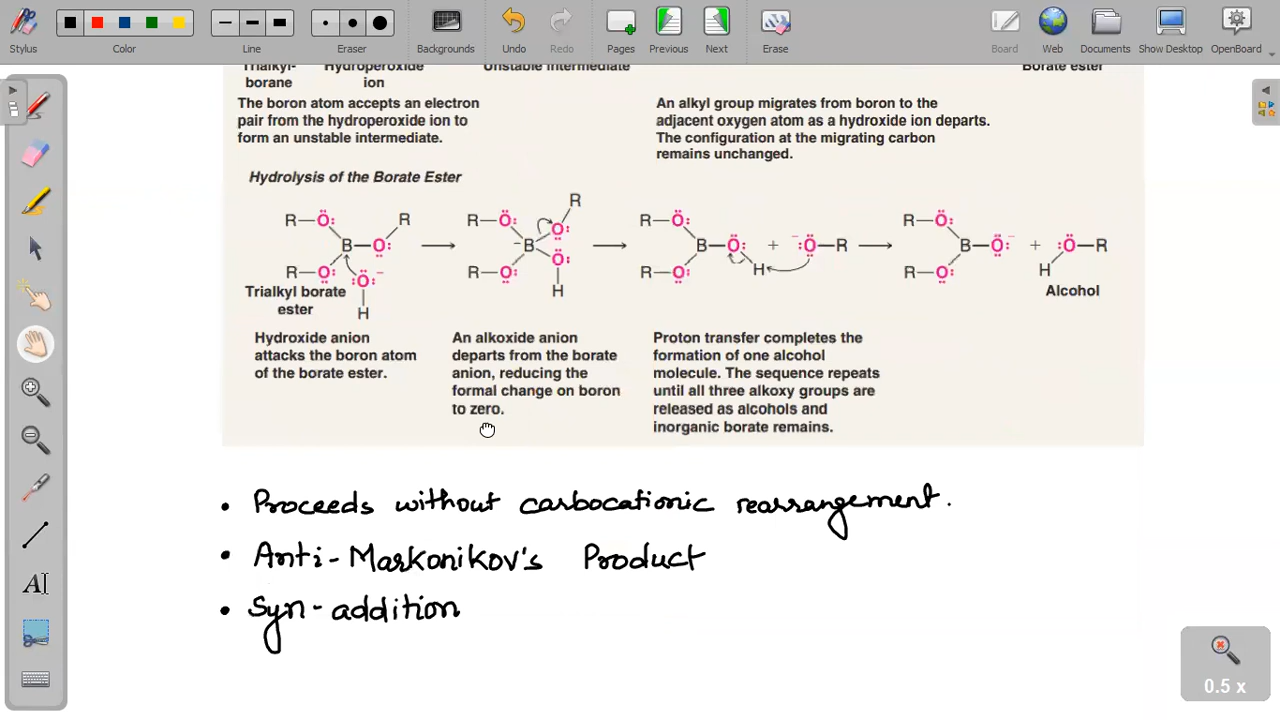 Stylus
Color
Line
Eraser
Backgrounds
Undo
Redo
Pages
Previous
Next
Erase
Board
Web
Documents
Show Desktop
OpenBoard
Trialkyl- Hydroperoxide Unstable intermediate Borate ester
borane ion
The boron atom accepts an electron
pair from the hydroperoxide ion to
form an unstable intermediate.
An alkyl group migrates from boron to the
adjacent oxygen atom as a hydroxide ion departs.
The configuration at the migrating carbon
remains unchanged.
Hydrolysis of the Borate Ester
R—Ö: R R—Ö: Ö: R R—Ö: R—Ö:
B—Ö: ⁻B B—Ö: + ⁻:Ö—R B—Ö:⁻ + :Ö—R
R—Ö: :Ö:⁻ R—Ö: Ö: R—Ö: H R—Ö: H
H H
Trialkyl borate
ester
Alcohol
Hydroxide anion
attacks the boron atom
of the borate ester.
An alkoxide anion
departs from the borate
anion, reducing the
formal change on boron
to zero.
Proton transfer completes the
formation of one alcohol
molecule. The sequence repeats
until all three alkoxy groups are
released as alcohols and
inorganic borate remains.
• Proceeds without carbocationic rearrangement.
• Anti-Markonikov's Product
• Syn-addition
0.5 x